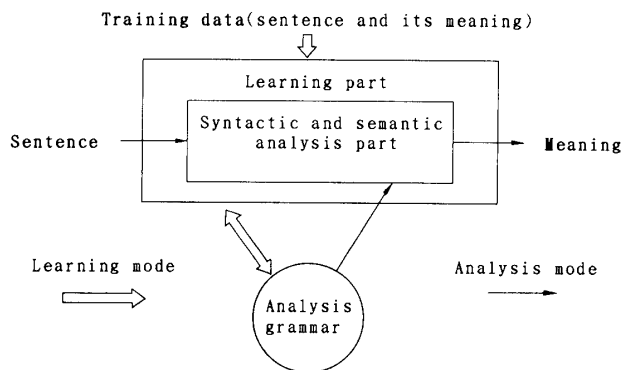 Training data(sentence and its meaning)
Learning part
Syntactic and semantic
analysis part
Sentence
Meaning
Learning mode
Analysis mode
Analysis
grammar